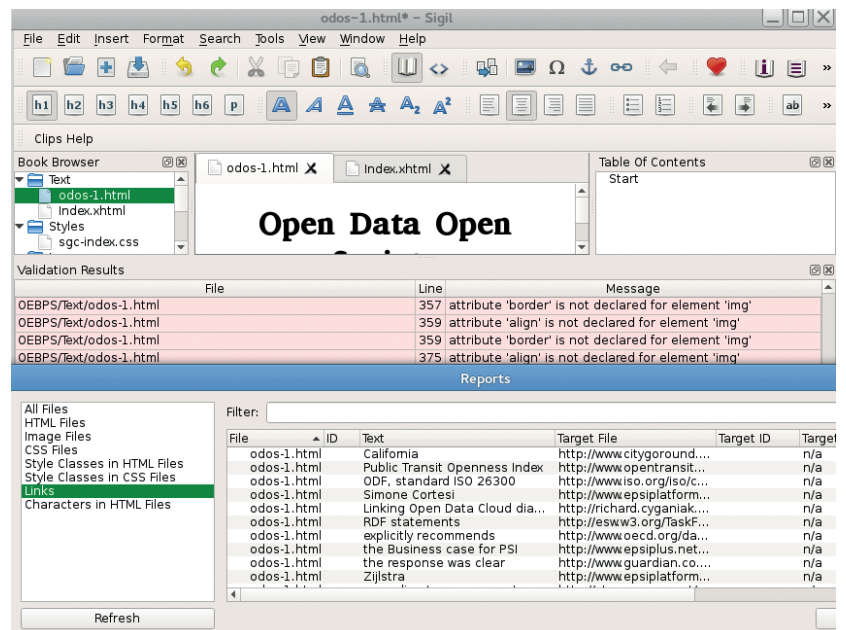 odos-1.html* – Sigil
File Edit Insert Format Search Tools View Window Help
h1 h2 h3 h4 h5 h6 P A A A A A₂ A² ab »
Clips Help
Book Browser
Text
odos-1.html
Index.xhtml
Styles
sgc-index.css
odos-1.html
Index.xhtml
Open Data Open
Table Of Contents
Start
Validation Results
File Line Message
OEBPS/Text/odos-1.html 357 attribute 'border' is not declared for element 'img'
OEBPS/Text/odos-1.html 359 attribute 'align' is not declared for element 'img'
OEBPS/Text/odos-1.html 359 attribute 'border' is not declared for element 'img'
OEBPS/Text/odos-1.html 375 attribute 'align' is not declared for element 'img'
Reports
All Files
HTML Files
Image Files
CSS Files
Style Classes in HTML Files
Style Classes in CSS Files
Links
Characters in HTML Files
Refresh
Filter:
File ID Text Target File Target ID Target
odos-1.html California http://www.citygoround.... n/a
odos-1.html Public Transit Openness Index http://www.opentransit... n/a
odos-1.html ODF, standard ISO 26300 http://www.iso.org/iso/c... n/a
odos-1.html Simone Cortesi http://www.epsiplatform... n/a
odos-1.html Linking Open Data Cloud dia... http://richard.cyganiak.... n/a
odos-1.html RDF statements http://esw.w3.org/TaskF... n/a
odos-1.html explicitly recommends http://www.oecd.org/da... n/a
odos-1.html the Business case for PSI http://www.epsiplus.net... n/a
odos-1.html the response was clear http://www.guardian.co.... n/a
odos-1.html Zijlstra http://www.epsiplatform... n/a